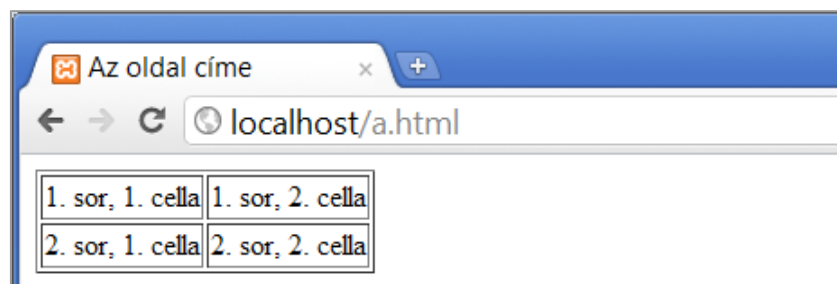 Az oldal címe
localhost/a.html
1. sor, 1. cella 1. sor, 2. cella
2. sor, 1. cella 2. sor, 2. cella